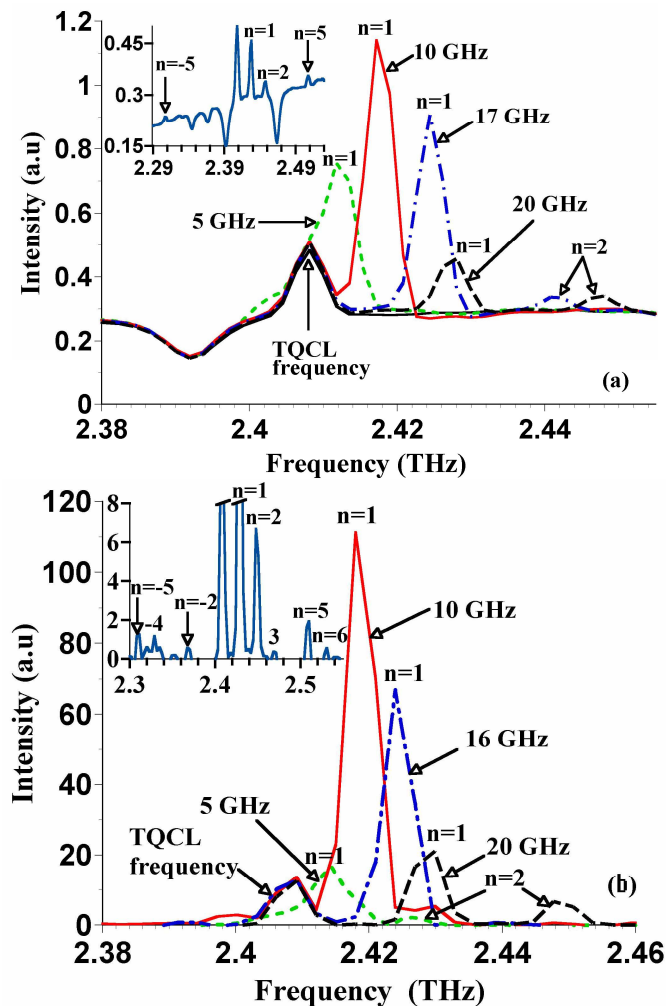 n=1
0.45
n=1
n=-5
n=2
n=5
0.3
0.15
2.29 2.39 2.49
1.2
1.0
0.8
0.6
0.4
0.2
0
Intensity (a.u)
10 GHz
n=1
17 GHz
n=1
5 GHz
20 GHz
n=1
n=2
TQCL
frequency
(a)
2.38 2.4 2.42 2.44
Frequency (THz)
120
100
80
60
40
20
0
Intensity (a.u)
8
6
4
2
0
n=1
n=2
n=-5
-4
n=-2
3
n=5
n=6
2.3 2.4 2.5
n=1
10 GHz
n=1
16 GHz
5 GHz
n=1
TQCL
frequency
n=1
20 GHz
n=2
(b)
2.38 2.4 2.42 2.44 2.46
Frequency (THz)